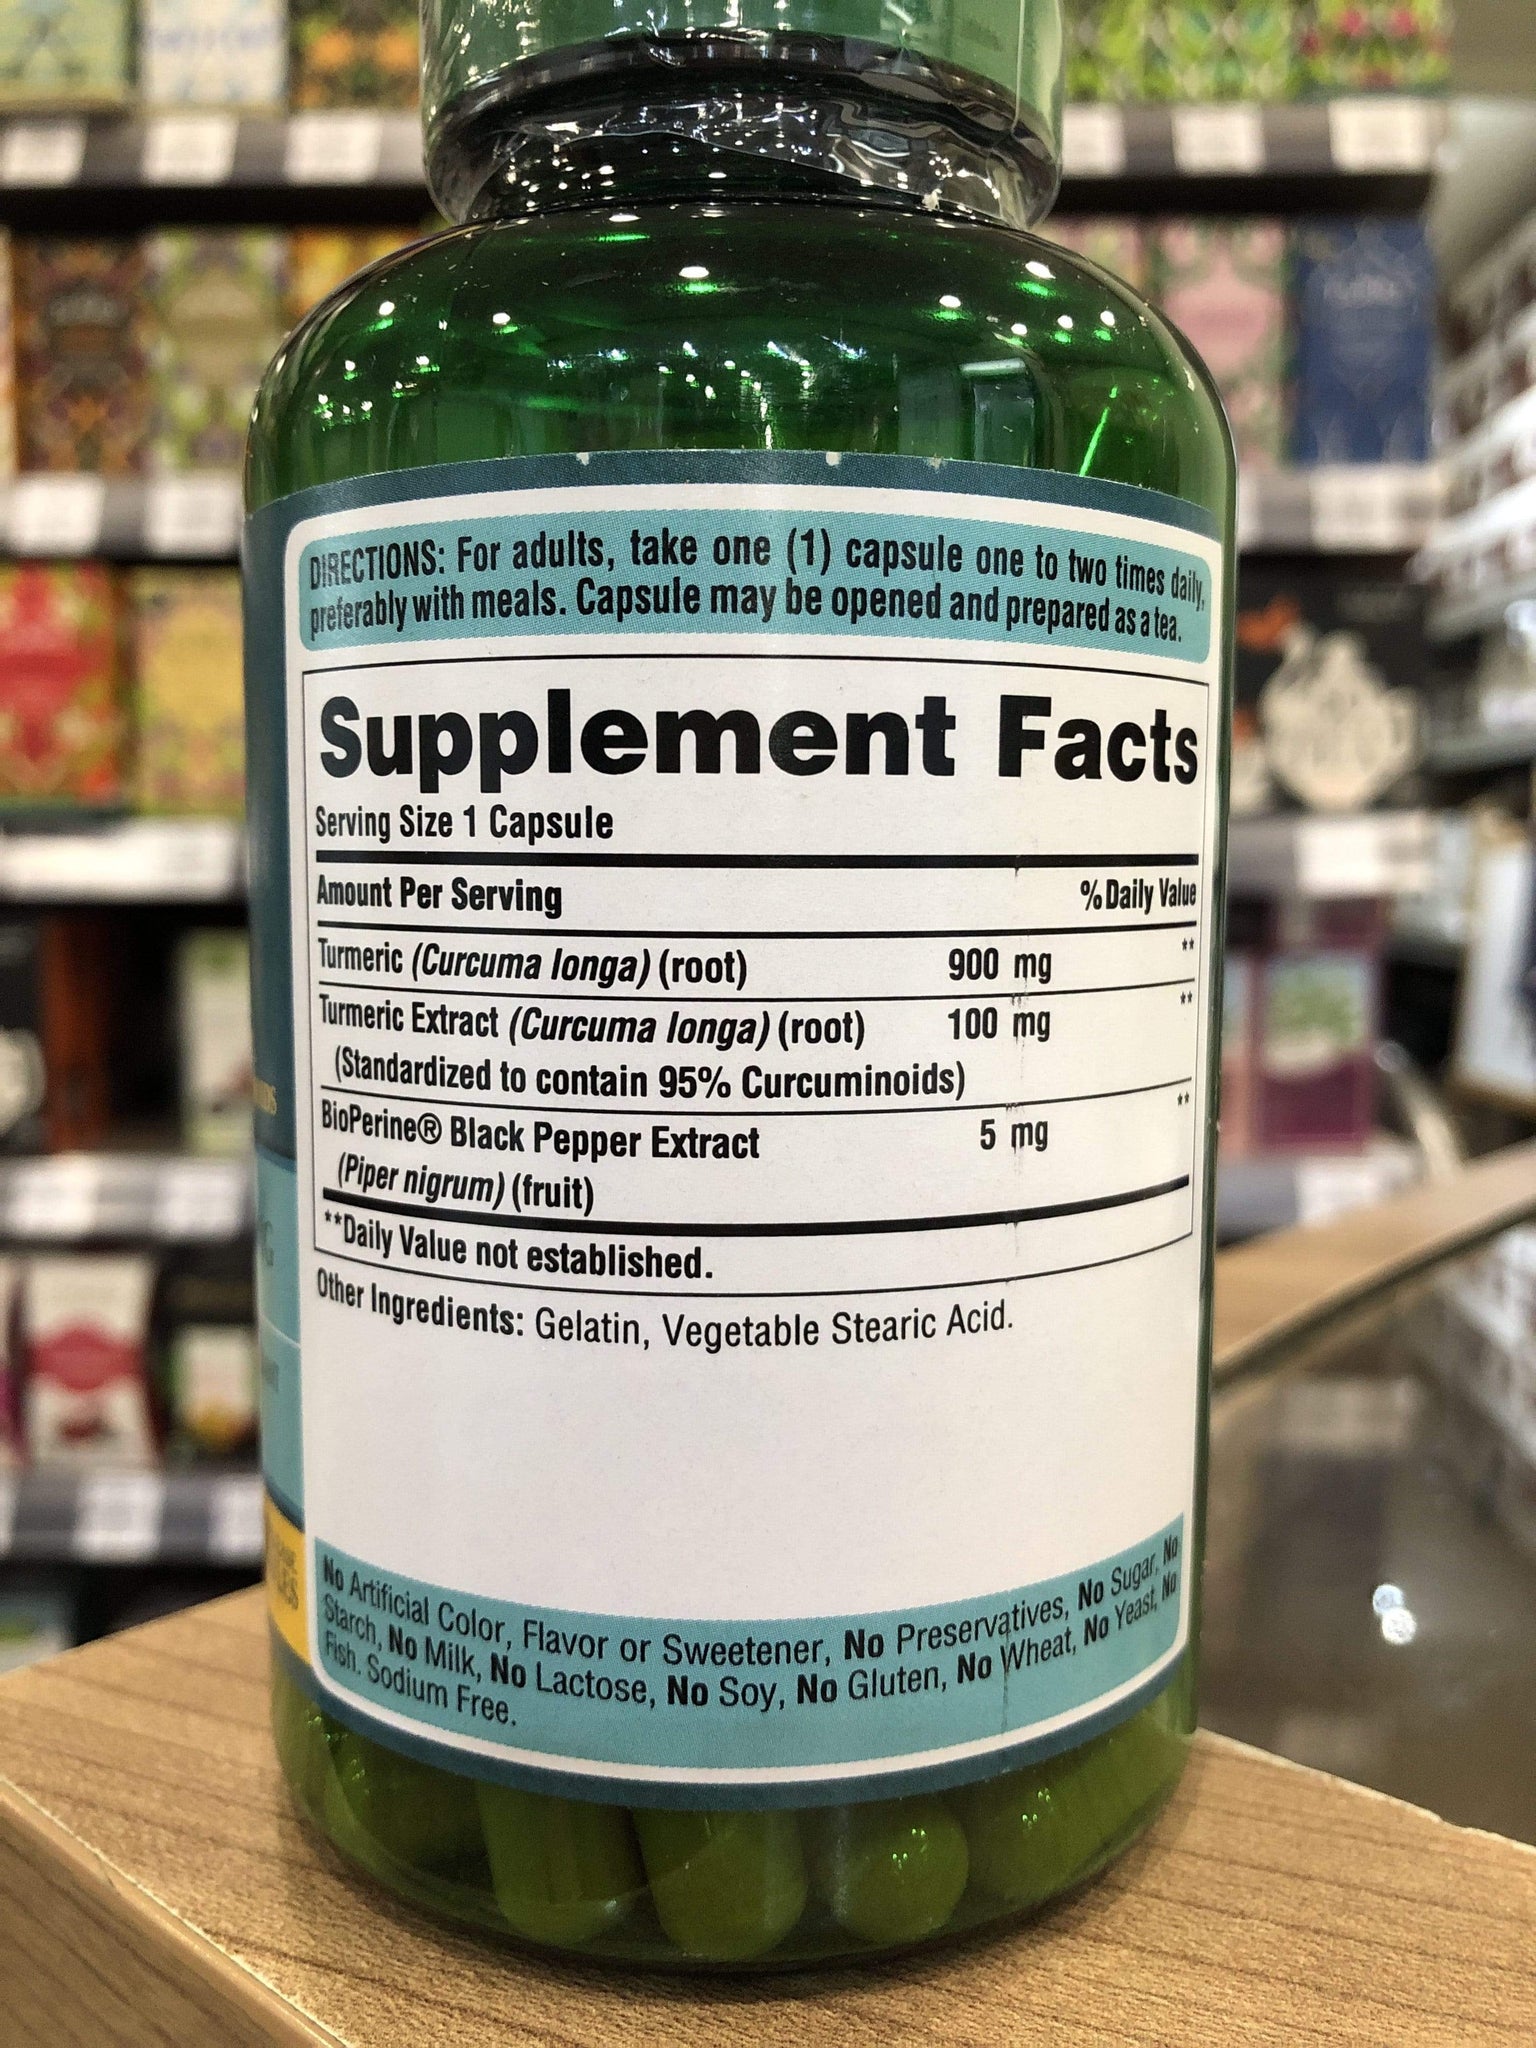 DIRECTIONS: For adults, take one (1) capsule one to two times daily,
preferably with meals. Capsule may be opened and prepared as a tea.
Supplement Facts
Serving Size 1 Capsule
Amount Per Serving % Daily Value
Turmeric (Curcuma longa) (root) 900 mg **
Turmeric Extract (Curcuma longa) (root) 100 mg **
(Standardized to contain 95% Curcuminoids)
BioPerine® Black Pepper Extract 5 mg **
(Piper nigrum) (fruit)
**Daily Value not established.
Other Ingredients: Gelatin, Vegetable Stearic Acid.
No Artificial Color, Flavor or Sweetener, No Preservatives, No Sugar, No
Starch, No Milk, No Lactose, No Soy, No Gluten, No Wheat, No Yeast, No
Fish. Sodium Free.